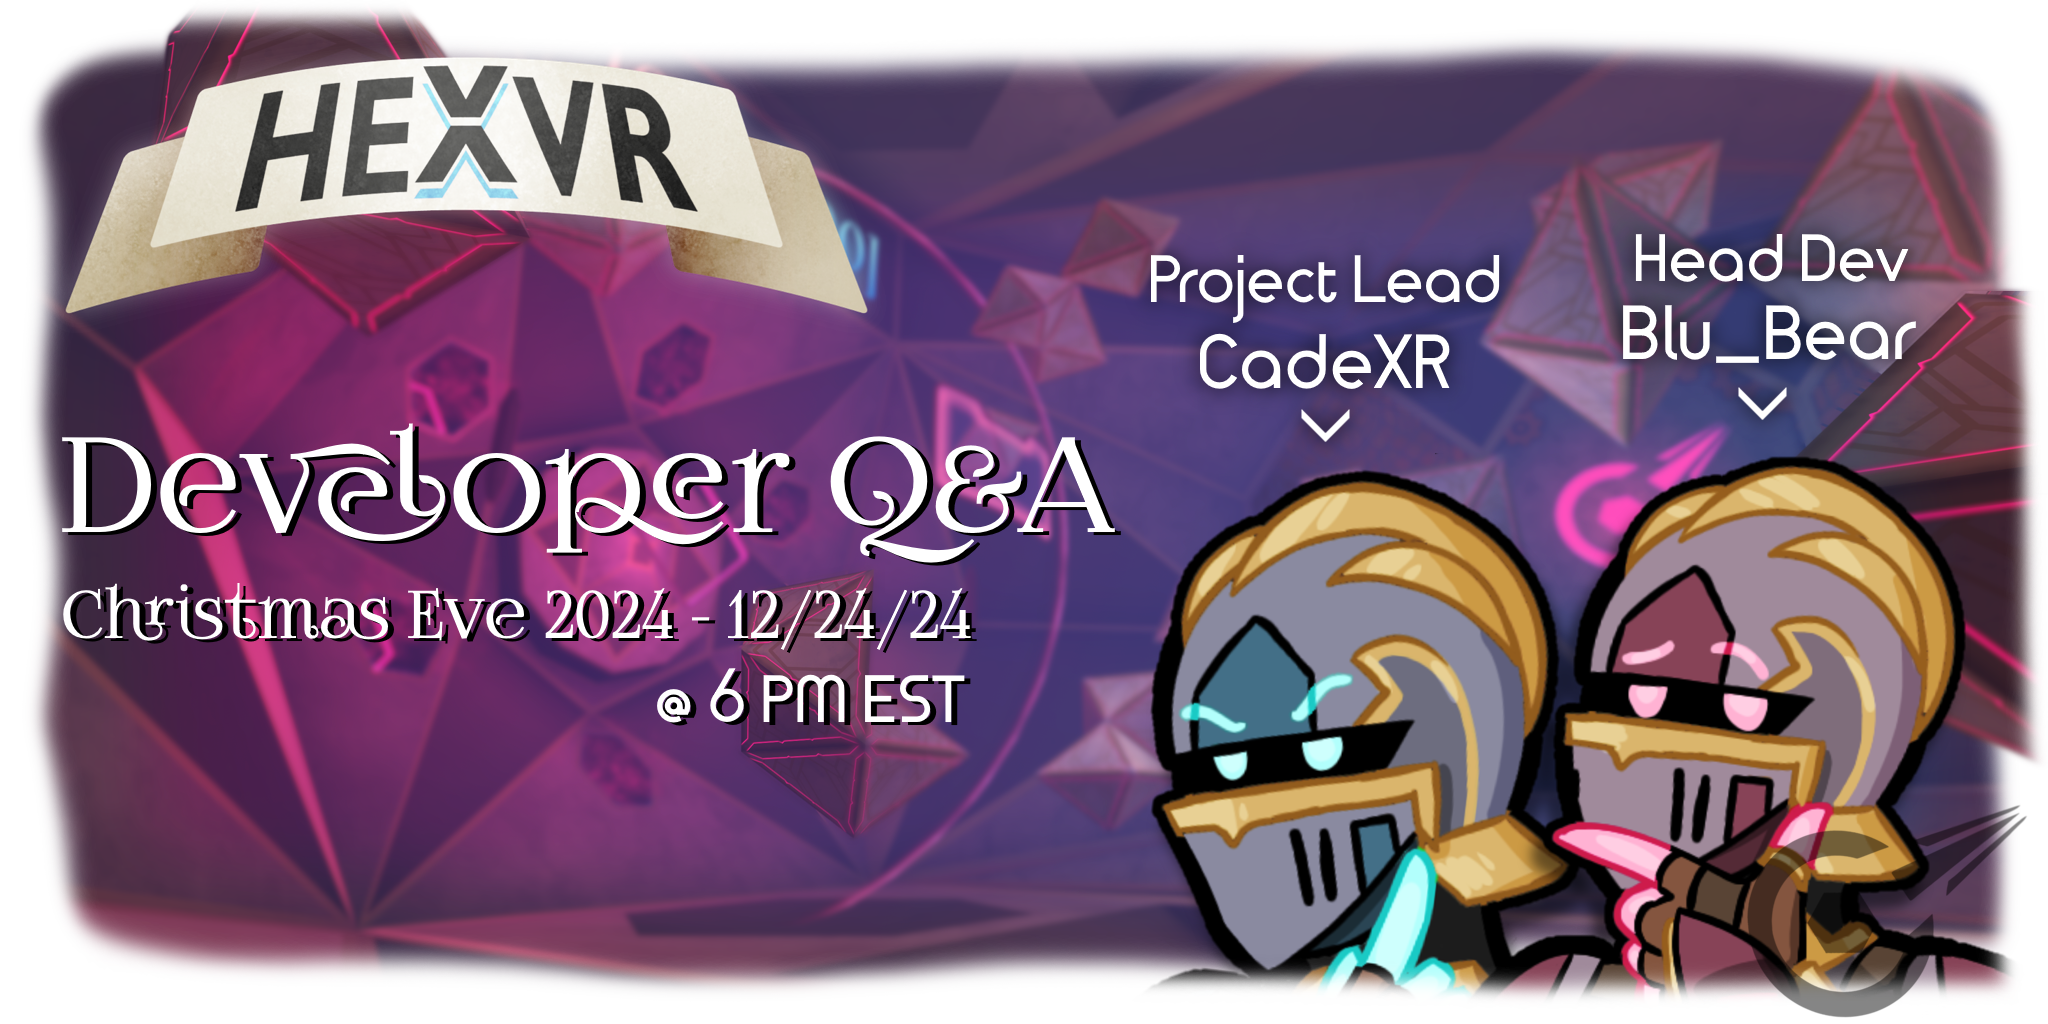 HEXVR
Project Lead
CadeXR
Head Dev
Blu_Bear
Developer Q&A
Christmas Eve 2024 - 12/24/24
@ 6 PM EST